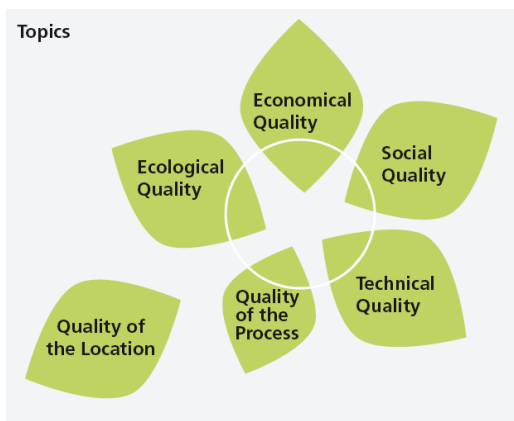 Topics
Economical
Quality
Social
Quality
Ecological
Quality
Technical
Quality
Quality
of the
Process
Quality of
the Location